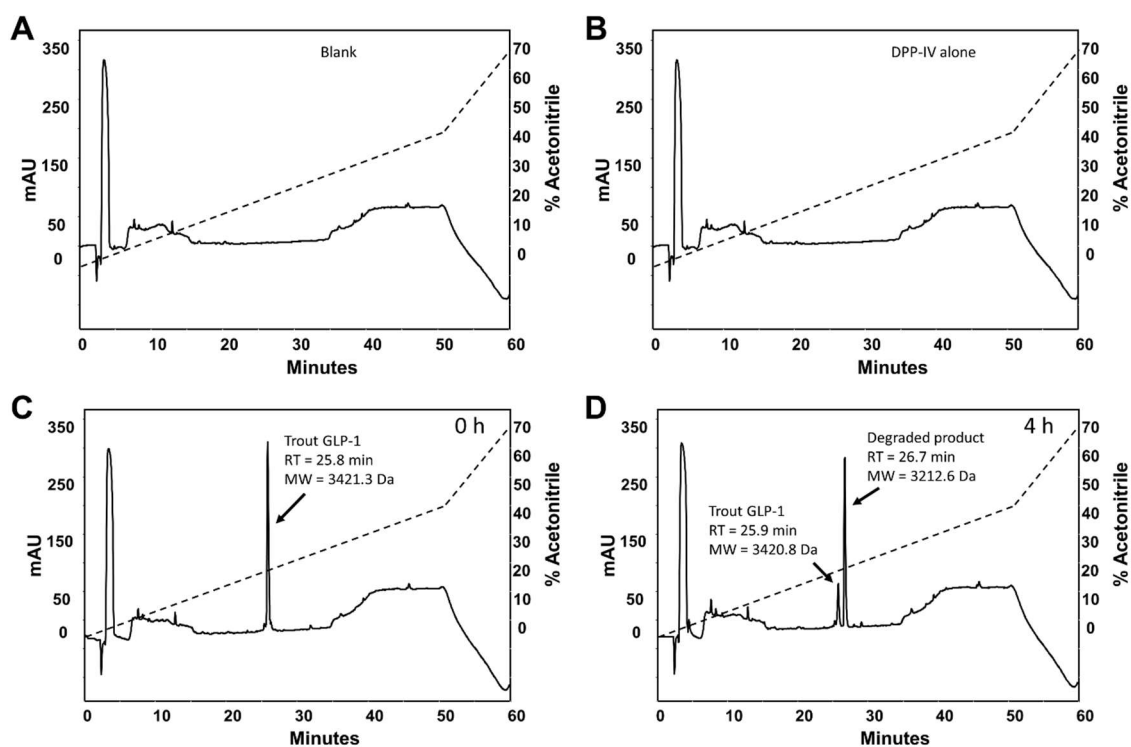 A
Blank
350
250
150
50
0
mAU
70
60
50
40
30
20
10
0
% Acetonitrile
0 10 20 30 40 50 60
Minutes
B
DPP-IV alone
350
250
150
50
0
mAU
70
60
50
40
30
20
10
0
% Acetonitrile
0 10 20 30 40 50 60
Minutes
C
0 h
Trout GLP-1
RT = 25.8 min
MW = 3421.3 Da
350
250
150
50
0
mAU
70
60
50
40
30
20
10
0
% Acetonitrile
0 10 20 30 40 50 60
Minutes
D
4 h
Degraded product
RT = 26.7 min
MW = 3212.6 Da
Trout GLP-1
RT = 25.9 min
MW = 3420.8 Da
350
250
150
50
0
mAU
70
60
50
40
30
20
10
0
% Acetonitrile
0 10 20 30 40 50 60
Minutes